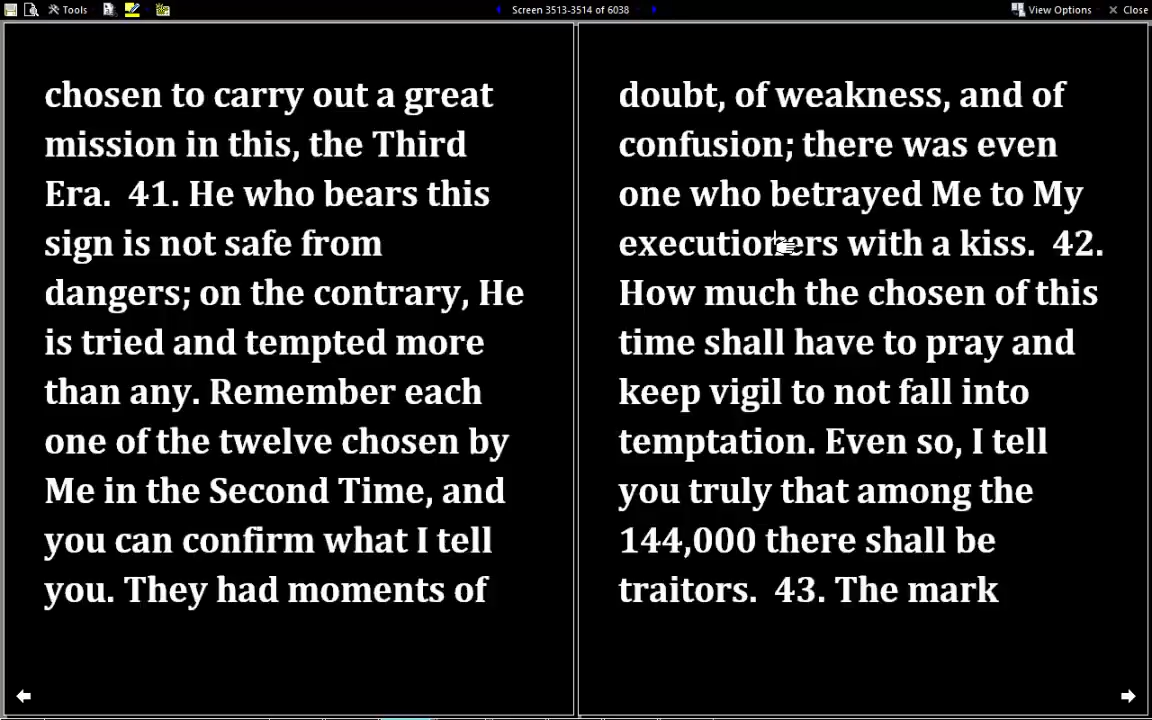 Tools
Screen 3513-3514 of 6038
View Options
Close
chosen to carry out a great
mission in this, the Third
Era.  41. He who bears this
sign is not safe from
dangers; on the contrary, He
is tried and tempted more
than any. Remember each
one of the twelve chosen by
Me in the Second Time, and
you can confirm what I tell
you. They had moments of
doubt, of weakness, and of
confusion; there was even
one who betrayed Me to My
executioners with a kiss.  42.
How much the chosen of this
time shall have to pray and
keep vigil to not fall into
temptation. Even so, I tell
you truly that among the
144,000 there shall be
traitors.  43. The mark